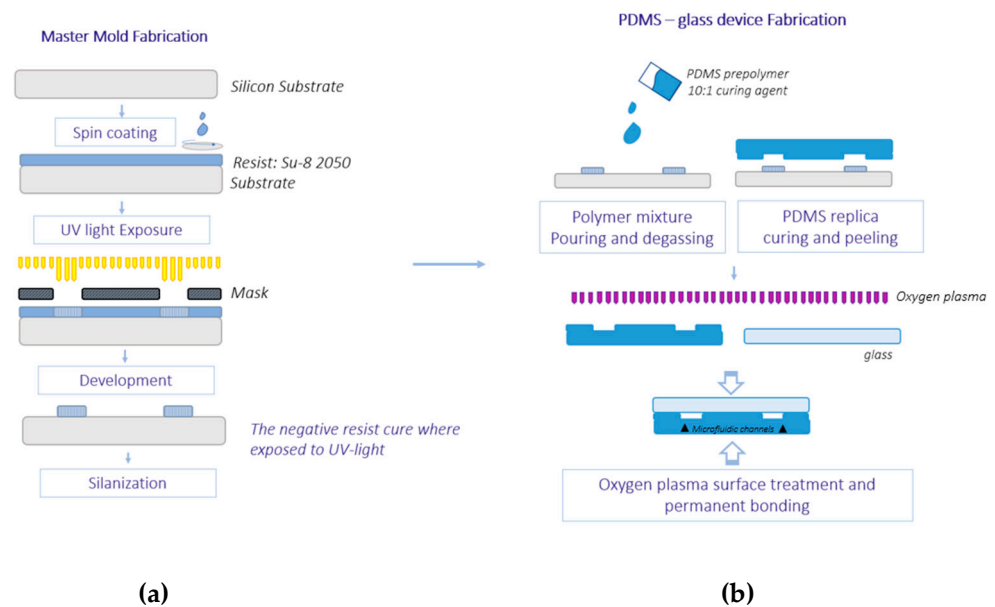 Master Mold Fabrication
Silicon Substrate
Spin coating
Resist: Su-8 2050
Substrate
UV light Exposure
Mask
Development
The negative resist cure where
exposed to UV-light
Silanization
(a)
PDMS – glass device Fabrication
PDMS prepolymer
10:1 curing agent
Polymer mixture
Pouring and degassing
PDMS replica
curing and peeling
Oxygen plasma
glass
Microfluidic channels
Oxygen plasma surface treatment and
permanent bonding
(b)